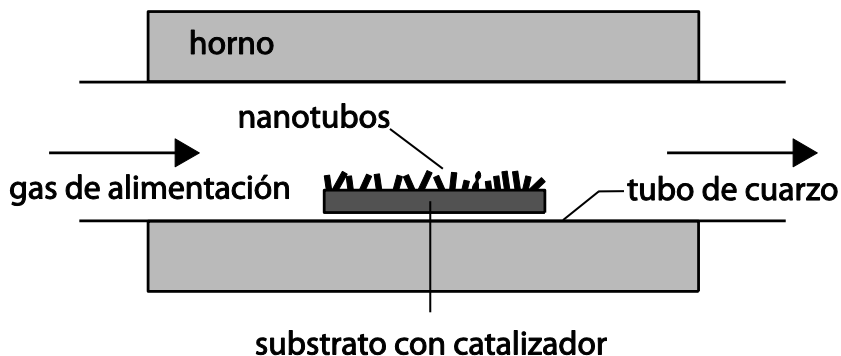 horno
nanotubos
gas de alimentación
tubo de cuarzo
substrato con catalizador